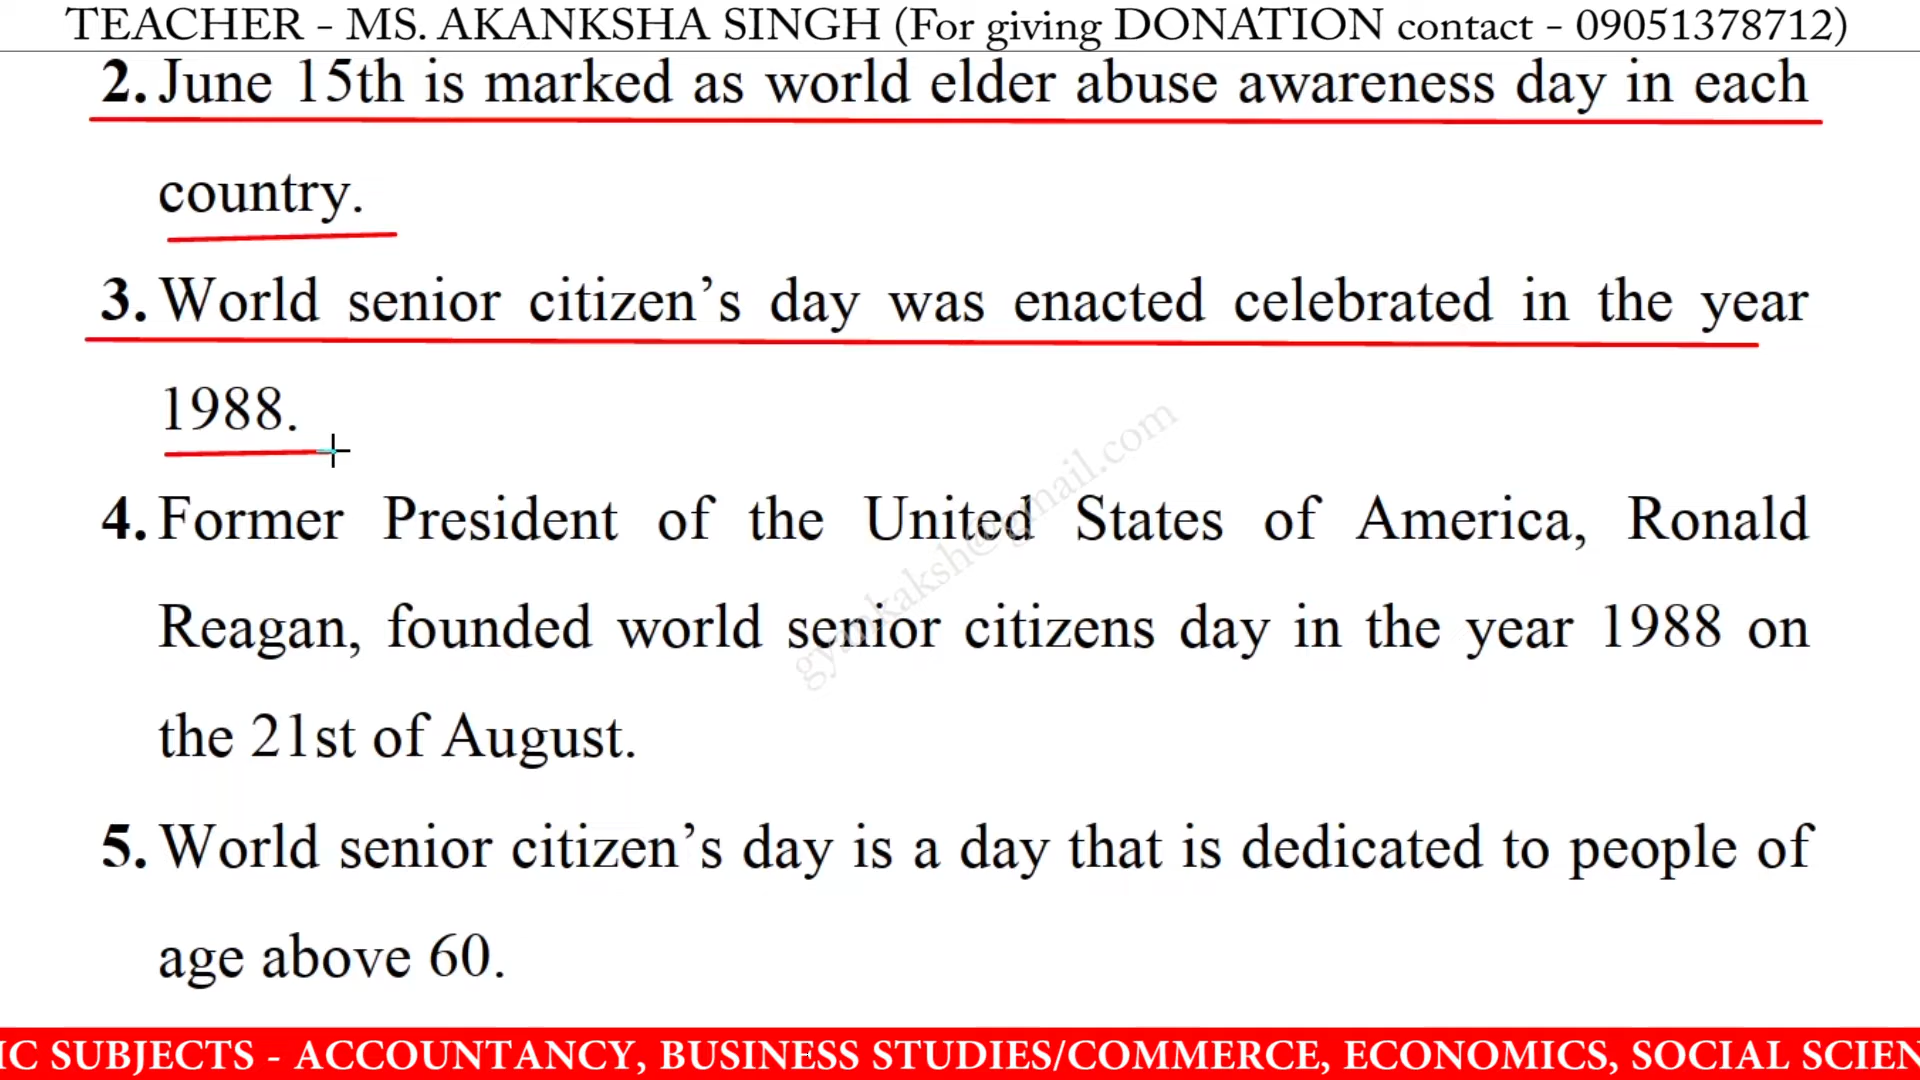 TEACHER - MS. AKANKSHA SINGH (For giving DONATION contact - 09051378712)
2. June 15th is marked as world elder abuse awareness day in each
country.
3. World senior citizen’s day was enacted celebrated in the year
1988.
4. Former President of the United States of America, Ronald
Reagan, founded world senior citizens day in the year 1988 on
the 21st of August.
5. World senior citizen’s day is a day that is dedicated to people of
age above 60.
gyankaksh@gmail.com
IC SUBJECTS - ACCOUNTANCY, BUSINESS STUDIES/COMMERCE, ECONOMICS, SOCIAL SCIEN